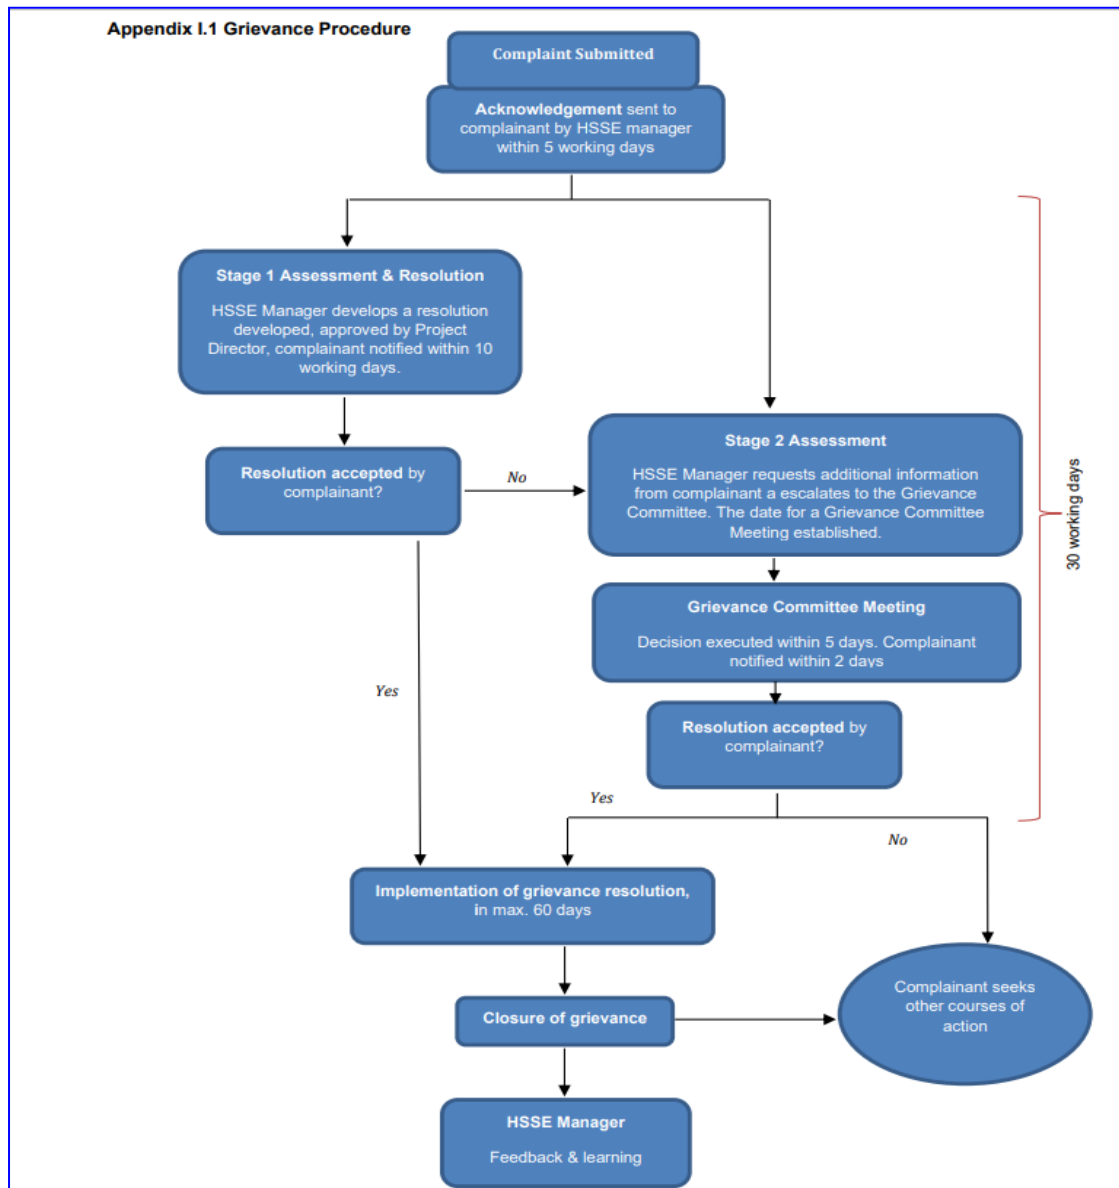 Appendix I.1 Grievance Procedure
Complaint Submitted
Acknowledgement sent to
complainant by HSSE manager
within 5 working days
Stage 1 Assessment & Resolution
HSSE Manager develops a resolution
developed, approved by Project
Director, complainant notified within 10
working days.
Resolution accepted by
complainant?
No
Stage 2 Assessment
HSSE Manager requests additional information
from complainant a escalates to the Grievance
Committee. The date for a Grievance Committee
Meeting established.
30 working days
Grievance Committee Meeting
Decision executed within 5 days. Complainant
notified within 2 days
Yes
Resolution accepted by
complainant?
Yes
No
Implementation of grievance resolution,
in max. 60 days
Closure of grievance
Complainant seeks
other courses of
action
HSSE Manager
Feedback & learning